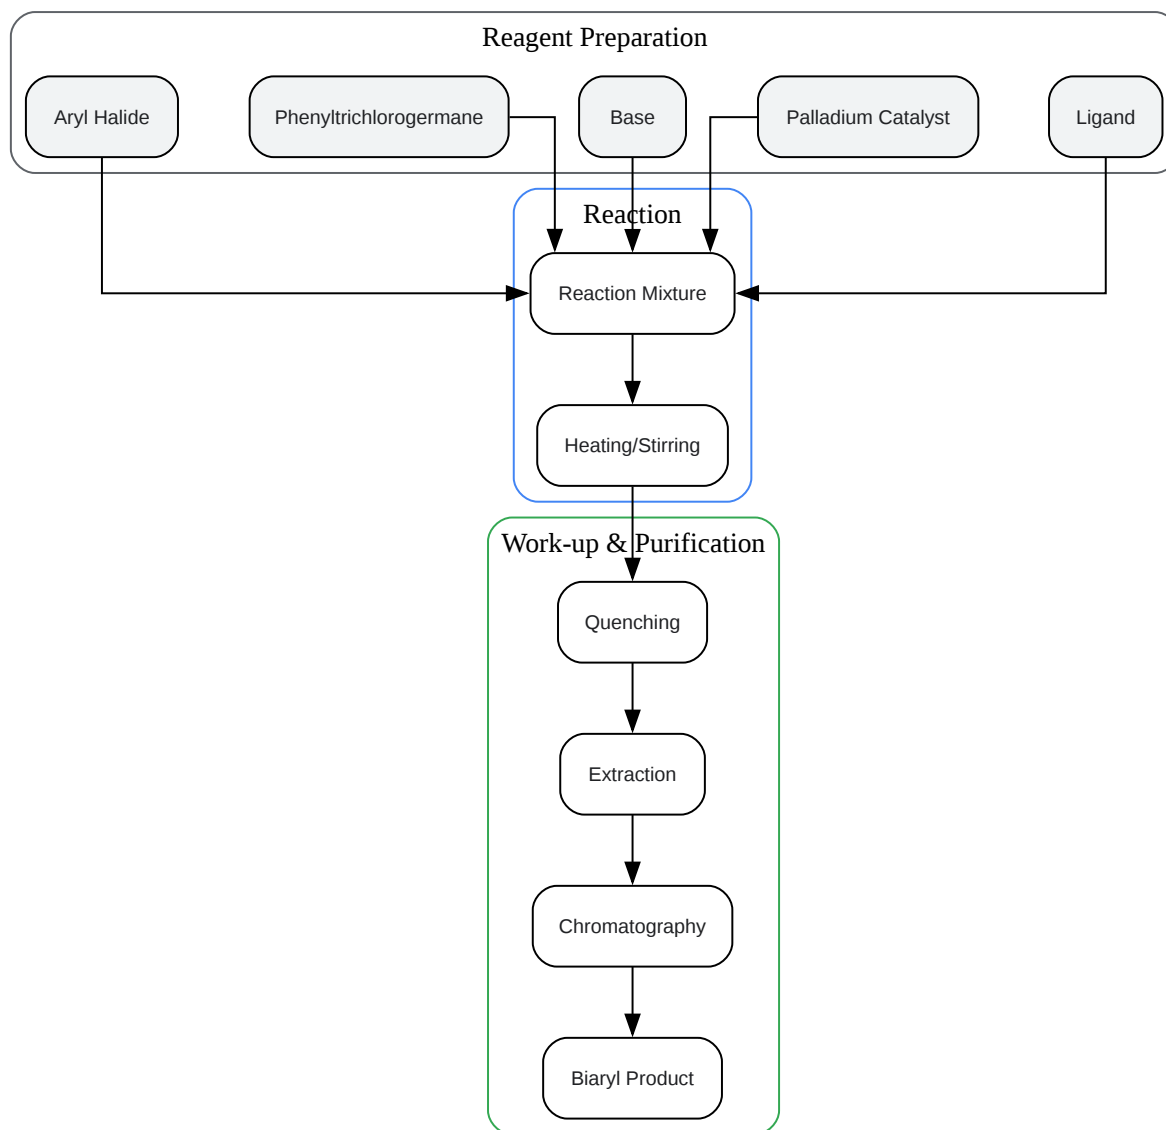 Reagent Preparation
Aryl Halide
Phenyltrichlorogermane
Base
Palladium Catalyst
Ligand
Reaction
Reaction Mixture
Heating/Stirring
Work-up & Purification
Quenching
Extraction
Chromatography
Biaryl Product